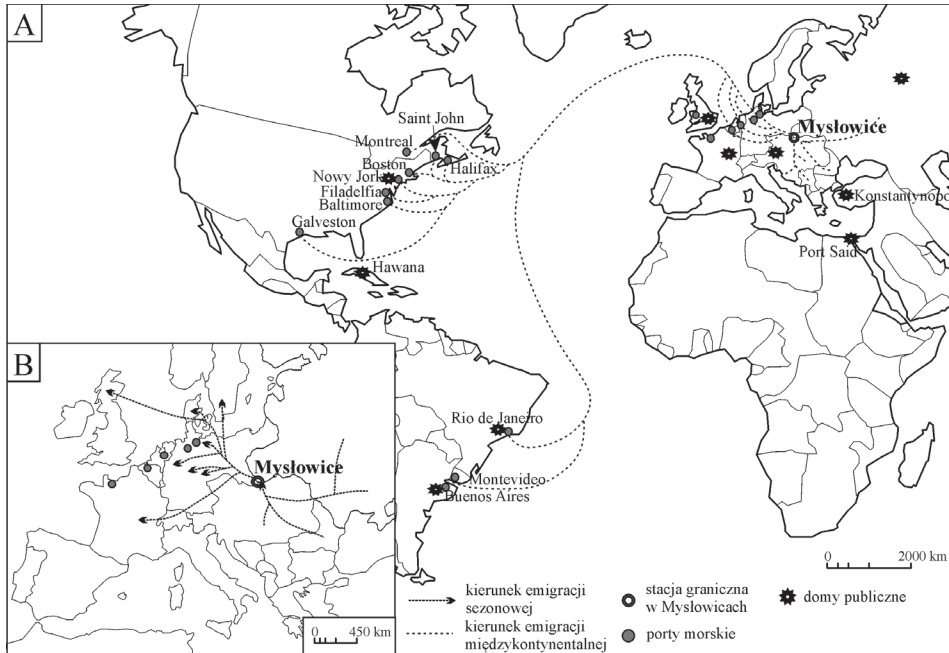 A
Saint John
Montreal
Boston
Halifax
Nowy Jork
Filadelfia
Baltimore
Galveston
Hawana
Mysłowice
Konstantynopo
Port Said
Rio de Janeiro
Montevideo
Buenos Aires
0 2000 km
B
Mysłowice
0 450 km
kierunek emigracji
sezonowej
kierunek emigracji
międzykontynentalnej
stacja graniczna
w Mysłowicach
porty morskie
domy publiczne